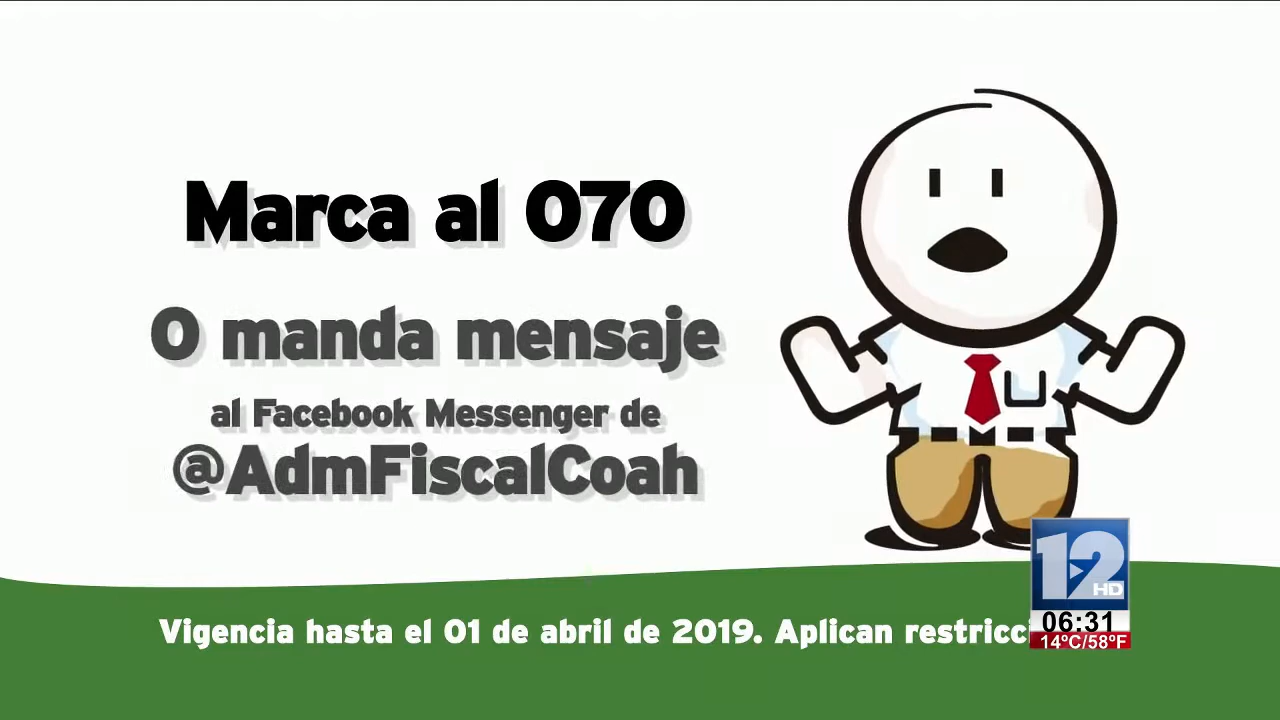 Marca al 070
O manda mensaje
al Facebook Messenger de
@AdmFiscalCoah
Vigencia hasta el 01 de abril de 2019. Aplican
12
HD
06:31
14°C/58°F